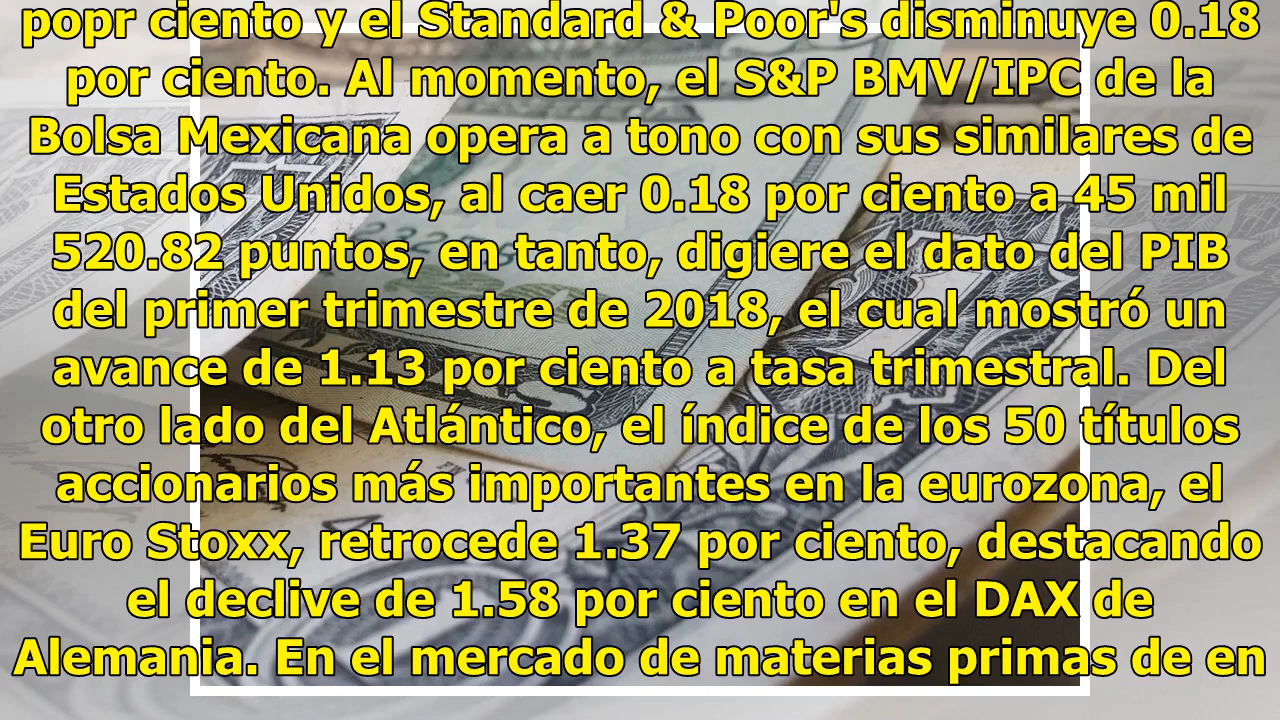 popr ciento y el Standard & Poor's disminuye 0.18
por ciento. Al momento, el S&P BMV/IPC de la
Bolsa Mexicana opera a tono con sus similares de
Estados Unidos, al caer 0.18 por ciento a 45 mil
520.82 puntos, en tanto, digiere el dato del PIB
del primer trimestre de 2018, el cual mostró un
avance de 1.13 por ciento a tasa trimestral. Del
otro lado del Atlántico, el índice de los 50 títulos
accionarios más importantes en la eurozona, el
Euro Stoxx, retrocede 1.37 por ciento, destacando
el declive de 1.58 por ciento en el DAX de
Alemania. En el mercado de materias primas de en